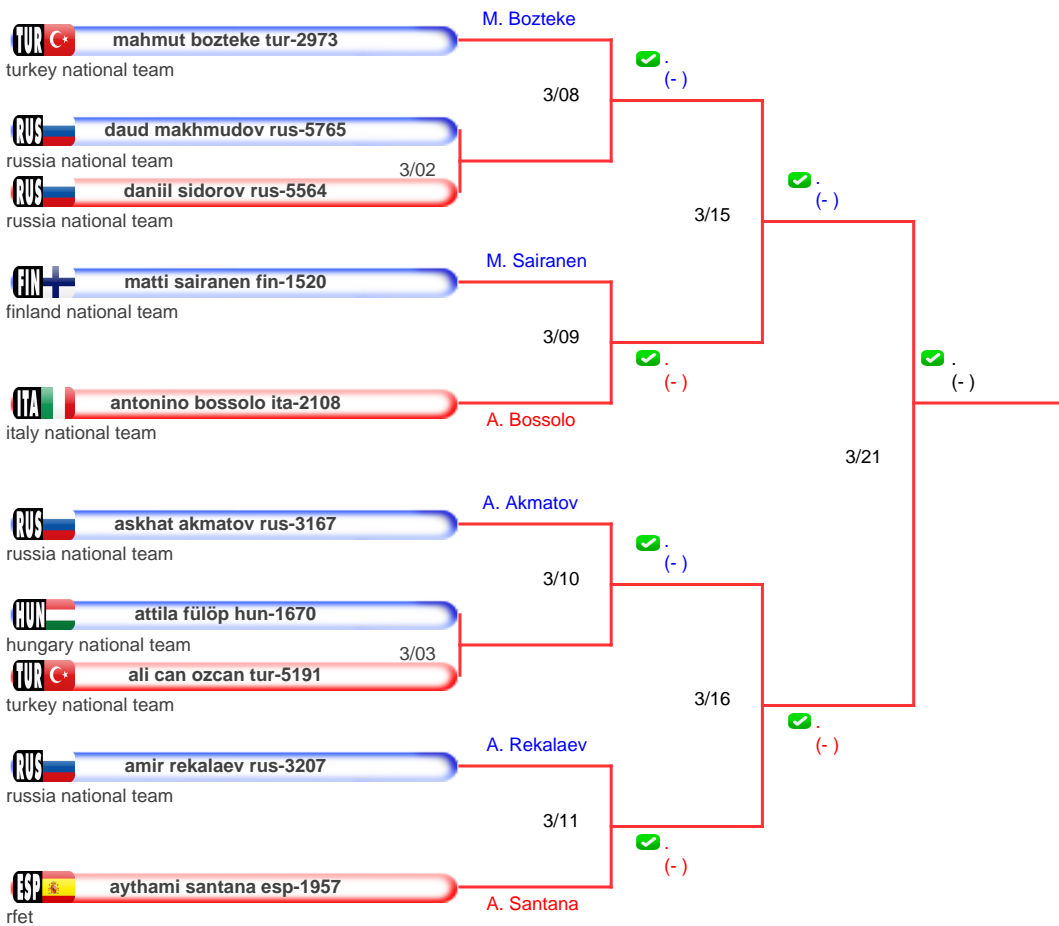 M. Bozteke
TUR mahmut bozteke tur-2973
turkey national team
.
(- )
3/08
RUS daud makhmudov rus-5765
russia national team
3/02
RUS daniil sidorov rus-5564
russia national team
.
(- )
3/15
M. Sairanen
FIN matti sairanen fin-1520
finland national team
3/09
.
(- )
.
(- )
ITA antonino bossolo ita-2108
italy national team
A. Bossolo
3/21
A. Akmatov
RUS askhat akmatov rus-3167
russia national team
.
(- )
3/10
HUN attila fülöp hun-1670
hungary national team
3/03
TUR ali can ozcan tur-5191
turkey national team
3/16
.
(- )
A. Rekalaev
RUS amir rekalaev rus-3207
russia national team
3/11
.
(- )
ESP aythami santana esp-1957
rfet
A. Santana